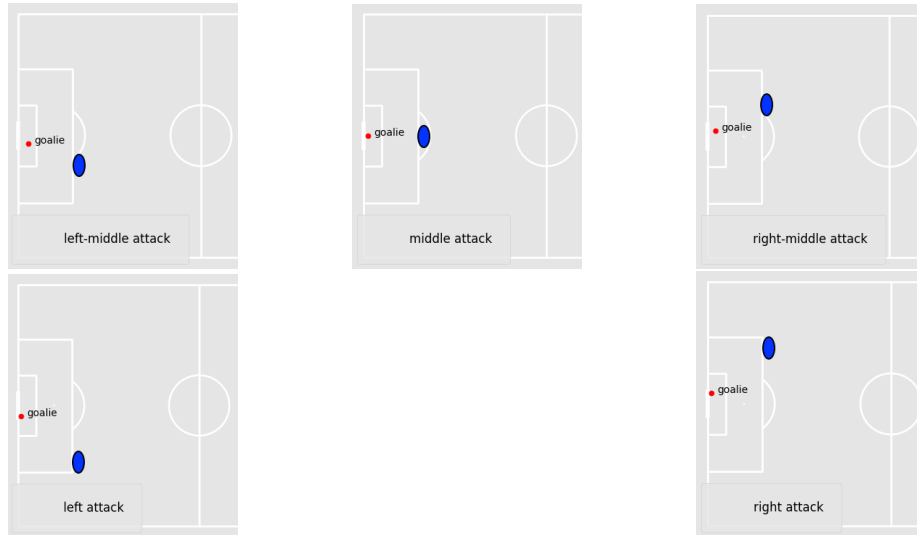 goalie
left-middle attack
goalie
middle attack
goalie
right-middle attack
goalie
left attack
goalie
right attack